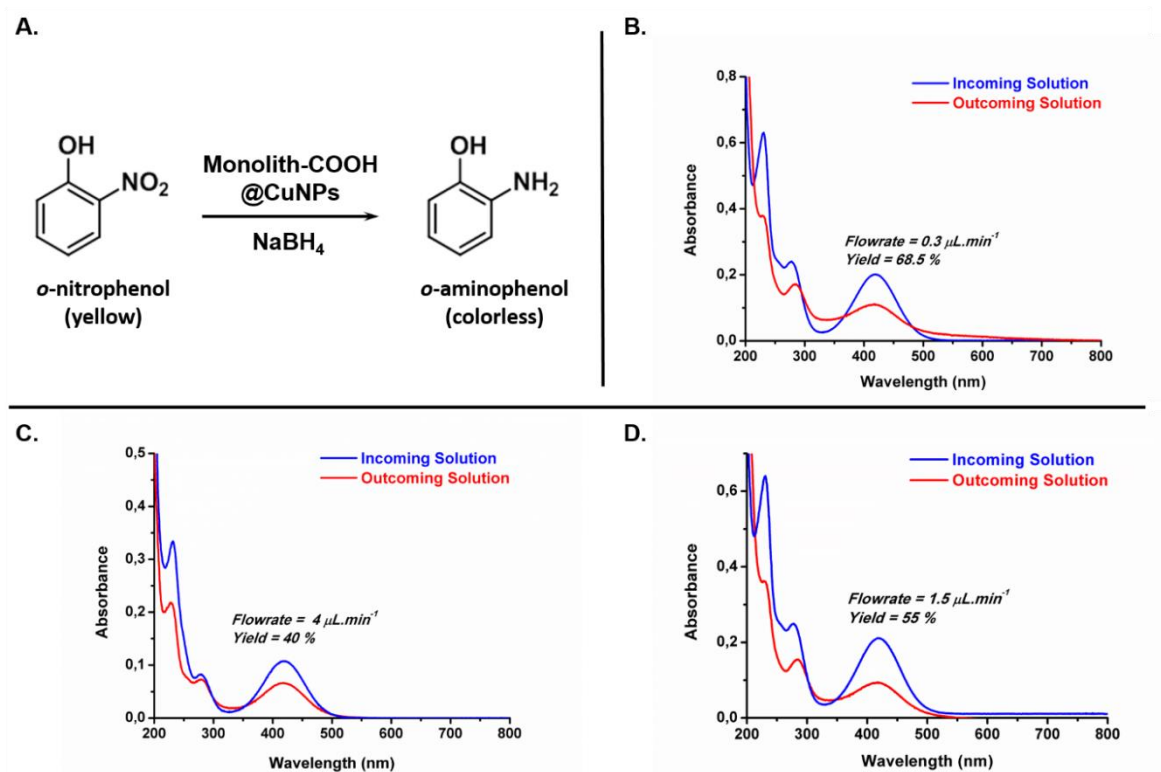 A.
OH
NO₂
Monolith-COOH
@CuNPs
NaBH₄
OH
NH₂
o-nitrophenol
(yellow)
o-aminophenol
(colorless)
B.
0,8
0,6
0,4
0,2
0,0
Absorbance
Incoming Solution
Outcoming Solution
Flowrate = 0.3 µL.min⁻¹
Yield = 68.5 %
200 300 400 500 600 700 800
Wavelength (nm)
C.
0,5
0,4
0,3
0,2
0,1
0,0
Absorbance
Incoming Solution
Outcoming Solution
Flowrate = 4 µL.min⁻¹
Yield = 40 %
200 300 400 500 600 700 800
Wavelength (nm)
D.
0,6
0,4
0,2
0,0
Absorbance
Incoming Solution
Outcoming Solution
Flowrate = 1.5 µL.min⁻¹
Yield = 55 %
200 300 400 500 600 700 800
Wavelength (nm)